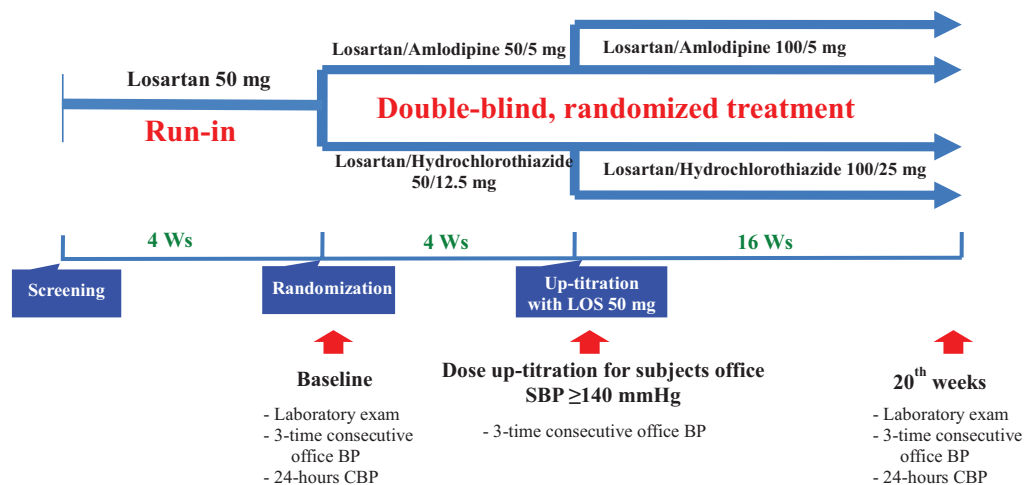 Losartan 50 mg
Run-in
Losartan/Amlodipine 50/5 mg
Losartan/Amlodipine 100/5 mg
Double-blind, randomized treatment
Losartan/Hydrochlorothiazide
50/12.5 mg
Losartan/Hydrochlorothiazide 100/25 mg
4 Ws
4 Ws
16 Ws
Screening
Randomization
Up-titration
with LOS 50 mg
Baseline
- Laboratory exam
- 3-time consecutive
office BP
- 24-hours CBP
Dose up-titration for subjects office
SBP ≥140 mmHg
- 3-time consecutive office BP
20th weeks
- Laboratory exam
- 3-time consecutive
office BP
- 24-hours CBP